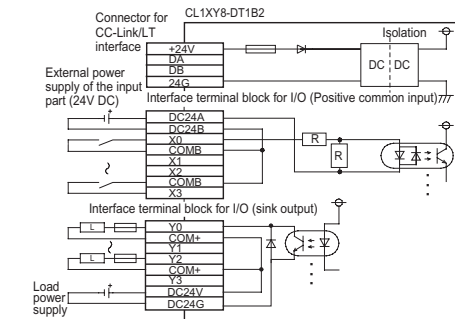 CL1XY8-DT1B2
Connector for
CC-Link/LT
interface
Isolation
+24V
DA
DB
24G
DC
DC
External power
supply of the input
part (24V DC)
Interface terminal block for I/O (Positive common input)
DC24A
DC24B
X0
COMB
X1
X2
COMB
X3
R
R
Interface terminal block for I/O (sink output)
Y0
COM+
Y1
Y2
COM+
Y3
DC24V
DC24G
L
L
Load
power
supply